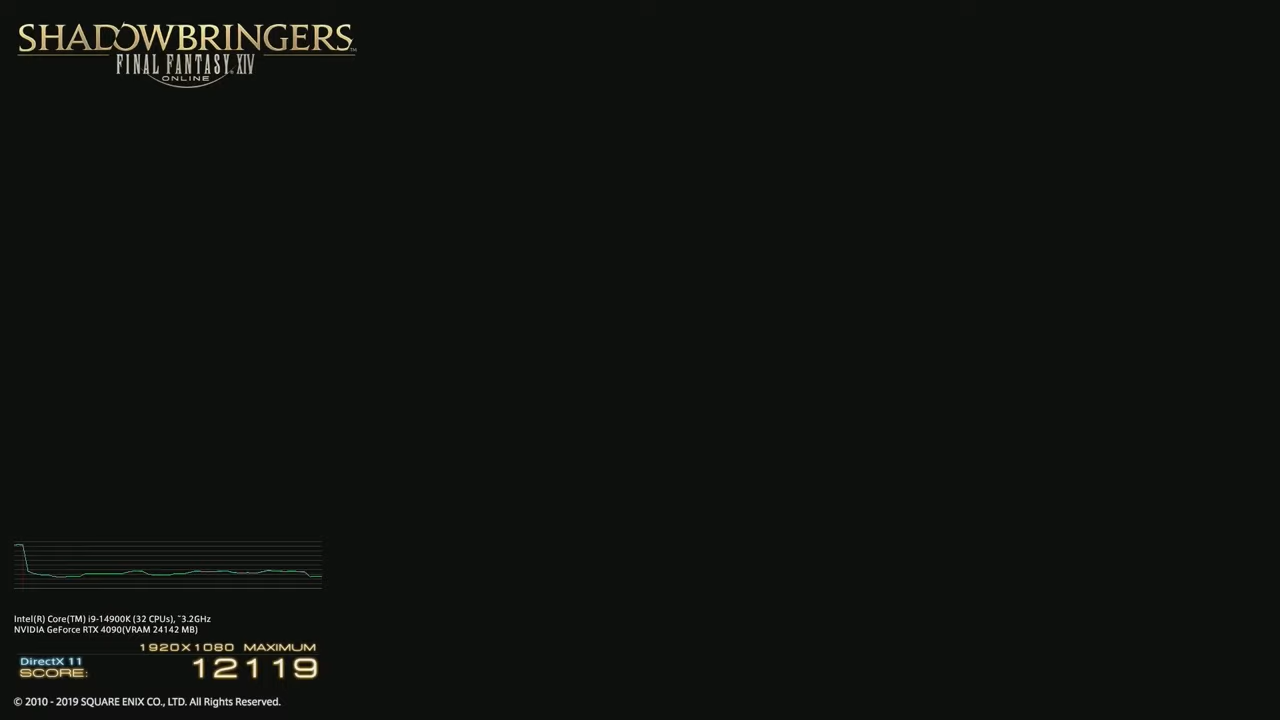 SHADOWBRINGERS™
FINAL FANTASY® XIV
ONLINE
Intel(R) Core(TM) i9-14900K (32 CPUs), ~3.2GHz
NVIDIA GeForce RTX 4090(VRAM 24142 MB)
1920X1080 MAXIMUM
DirectX 11
SCORE: 12119
© 2010 - 2019 SQUARE ENIX CO., LTD. All Rights Reserved.